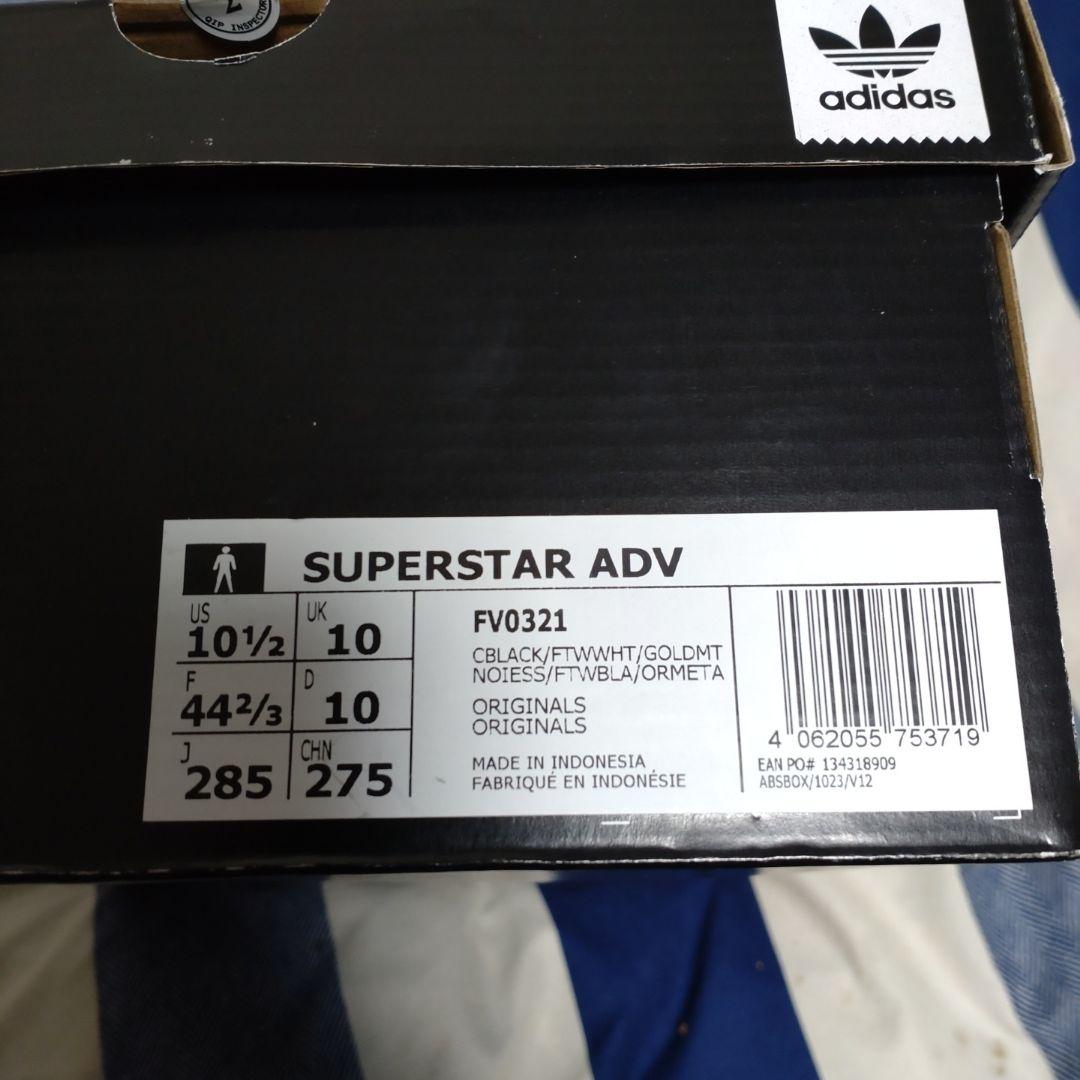 QIP INSPECTOR
adidas
SUPERSTAR ADV
US
10½
UK
10
F
44⅔
D
10
J
285
CHN
275
FV0321
CBLACK/FTWWHT/GOLDMT
NOIESS/FTWBLA/ORMETA
ORIGINALS
ORIGINALS
MADE IN INDONESIA
FABRIQUÉ EN INDONÉSIE
4 062055 753719
EAN PO# 134318909
ABSBOX/1023/V12